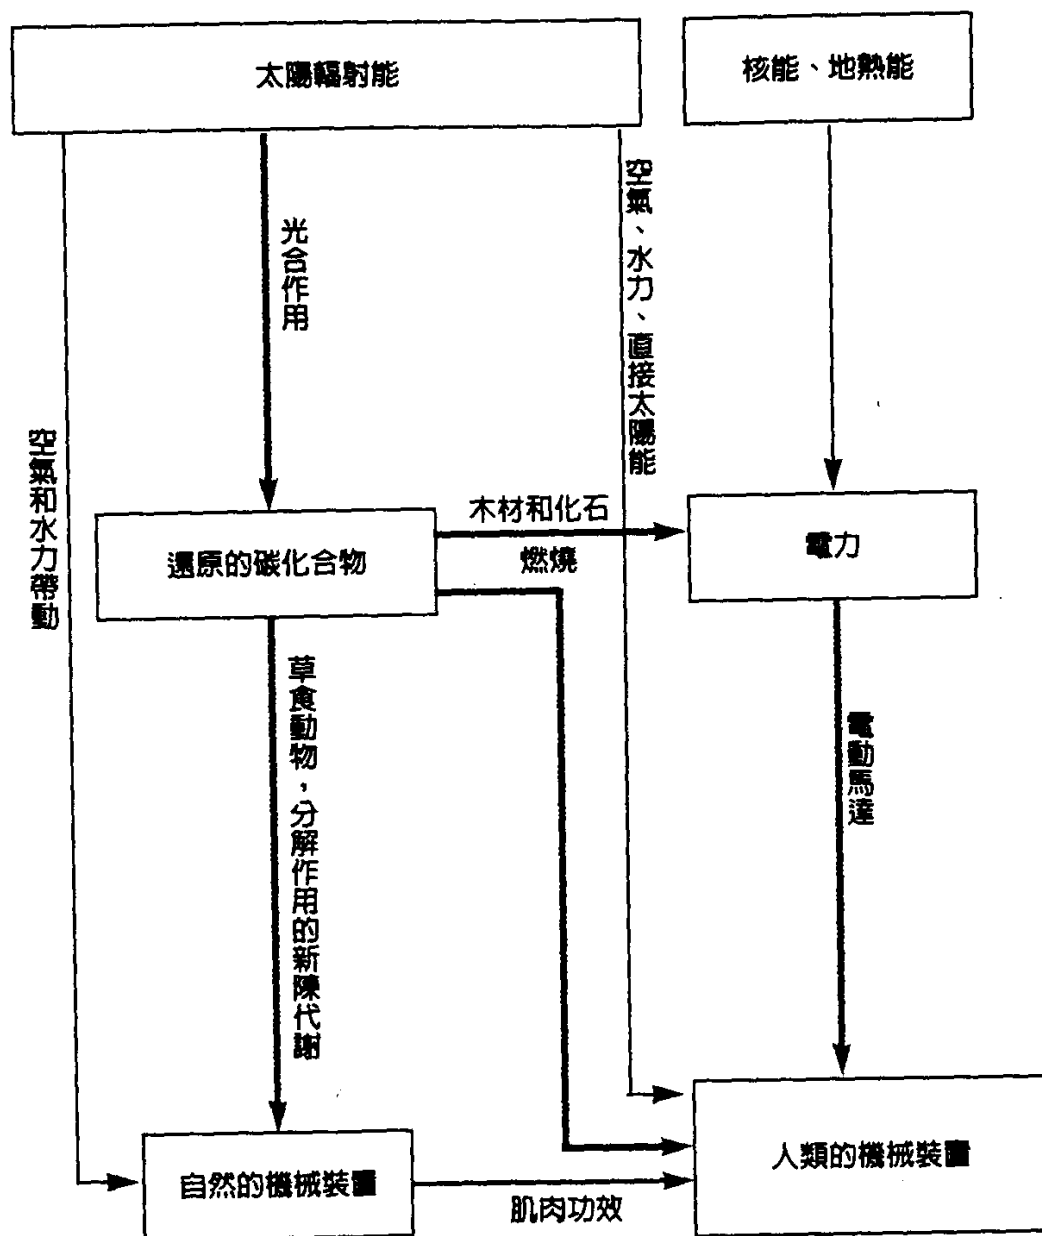 太陽輻射能
核能、地熱能
光合作用
空氣、水力、直接太陽能
空氣和水力帶動
還原的碳化合物
木材和化石
燃燒
電力
草食動物，分解作用的新陳代謝
電動馬達
自然的機械裝置
肌肉功效
人類的機械裝置